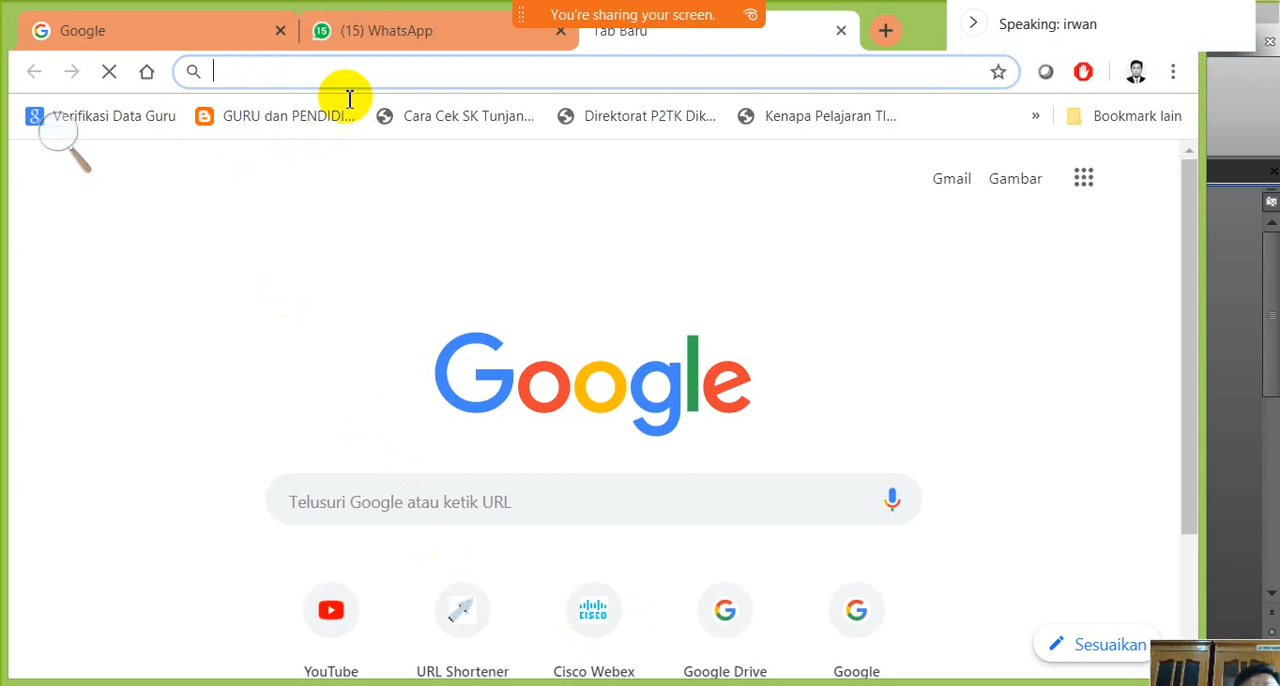 You're sharing your screen.
Speaking: irwan
Google
15
(15) WhatsApp
Tab Baru
Verifikasi Data Guru
GURU dan PENDIDI...
Cara Cek SK Tunjan...
Direktorat P2TK Dik...
Kenapa Pelajaran TI...
»
Bookmark lain
Gmail
Gambar
Google
Telusuri Google atau ketik URL
CISCO
YouTube
URL Shortener
Cisco Webex
Google Drive
Google
Sesuaikan